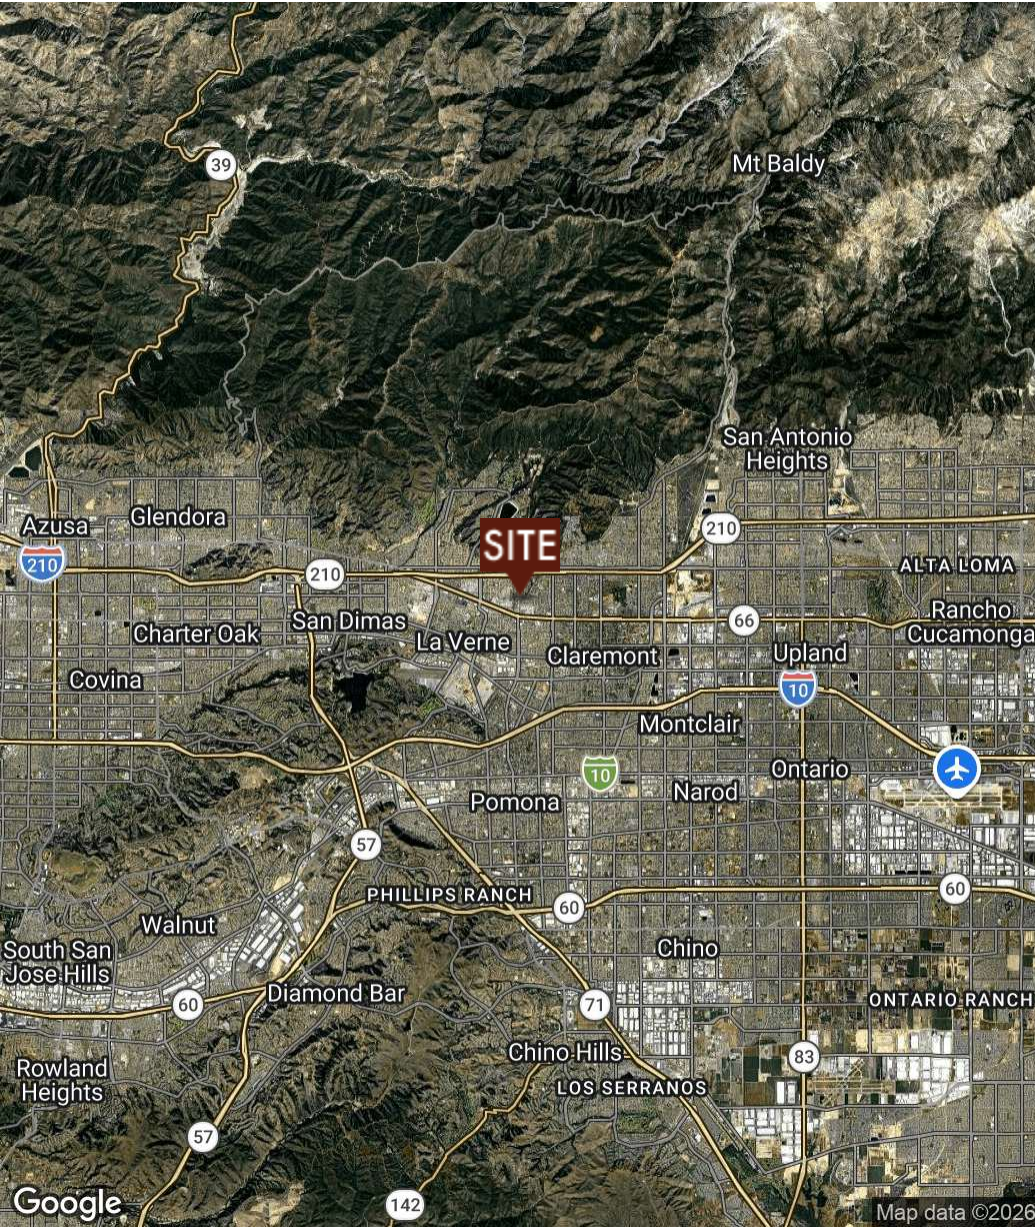 39
Mt Baldy
San Antonio
Heights
Azusa
Glendora
SITE
210
210
210
ALTA LOMA
Rancho
Cucamonga
66
San Dimas
Charter Oak
La Verne
Claremont
Upland
Covina
10
Montclair
Ontario
10
Narod
Pomona
57
PHILLIPS RANCH
60
60
Walnut
Chino
South San
Jose Hills
Diamond Bar
60
71
ONTARIO RANCH
Chino Hills
83
LOS SERRANOS
Rowland
Heights
57
142
Google
Map data ©2026